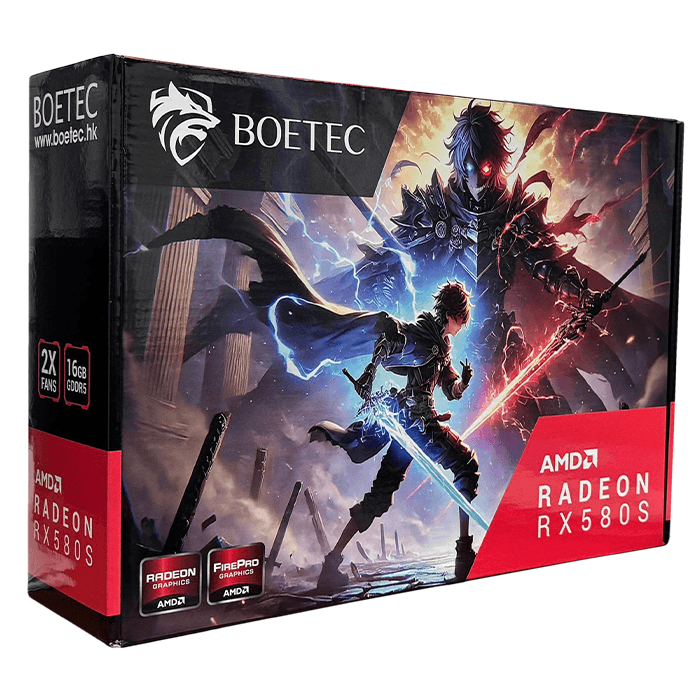 BOETEC
www.boetec.hk
2X
FANS
16GB
GDDR5
AMD
RADEON
RX580S
BOETEC
AMD
RADEON
RX580S
RADEON
GRAPHICS
AMD
FIREPRO
GRAPHICS
AMD